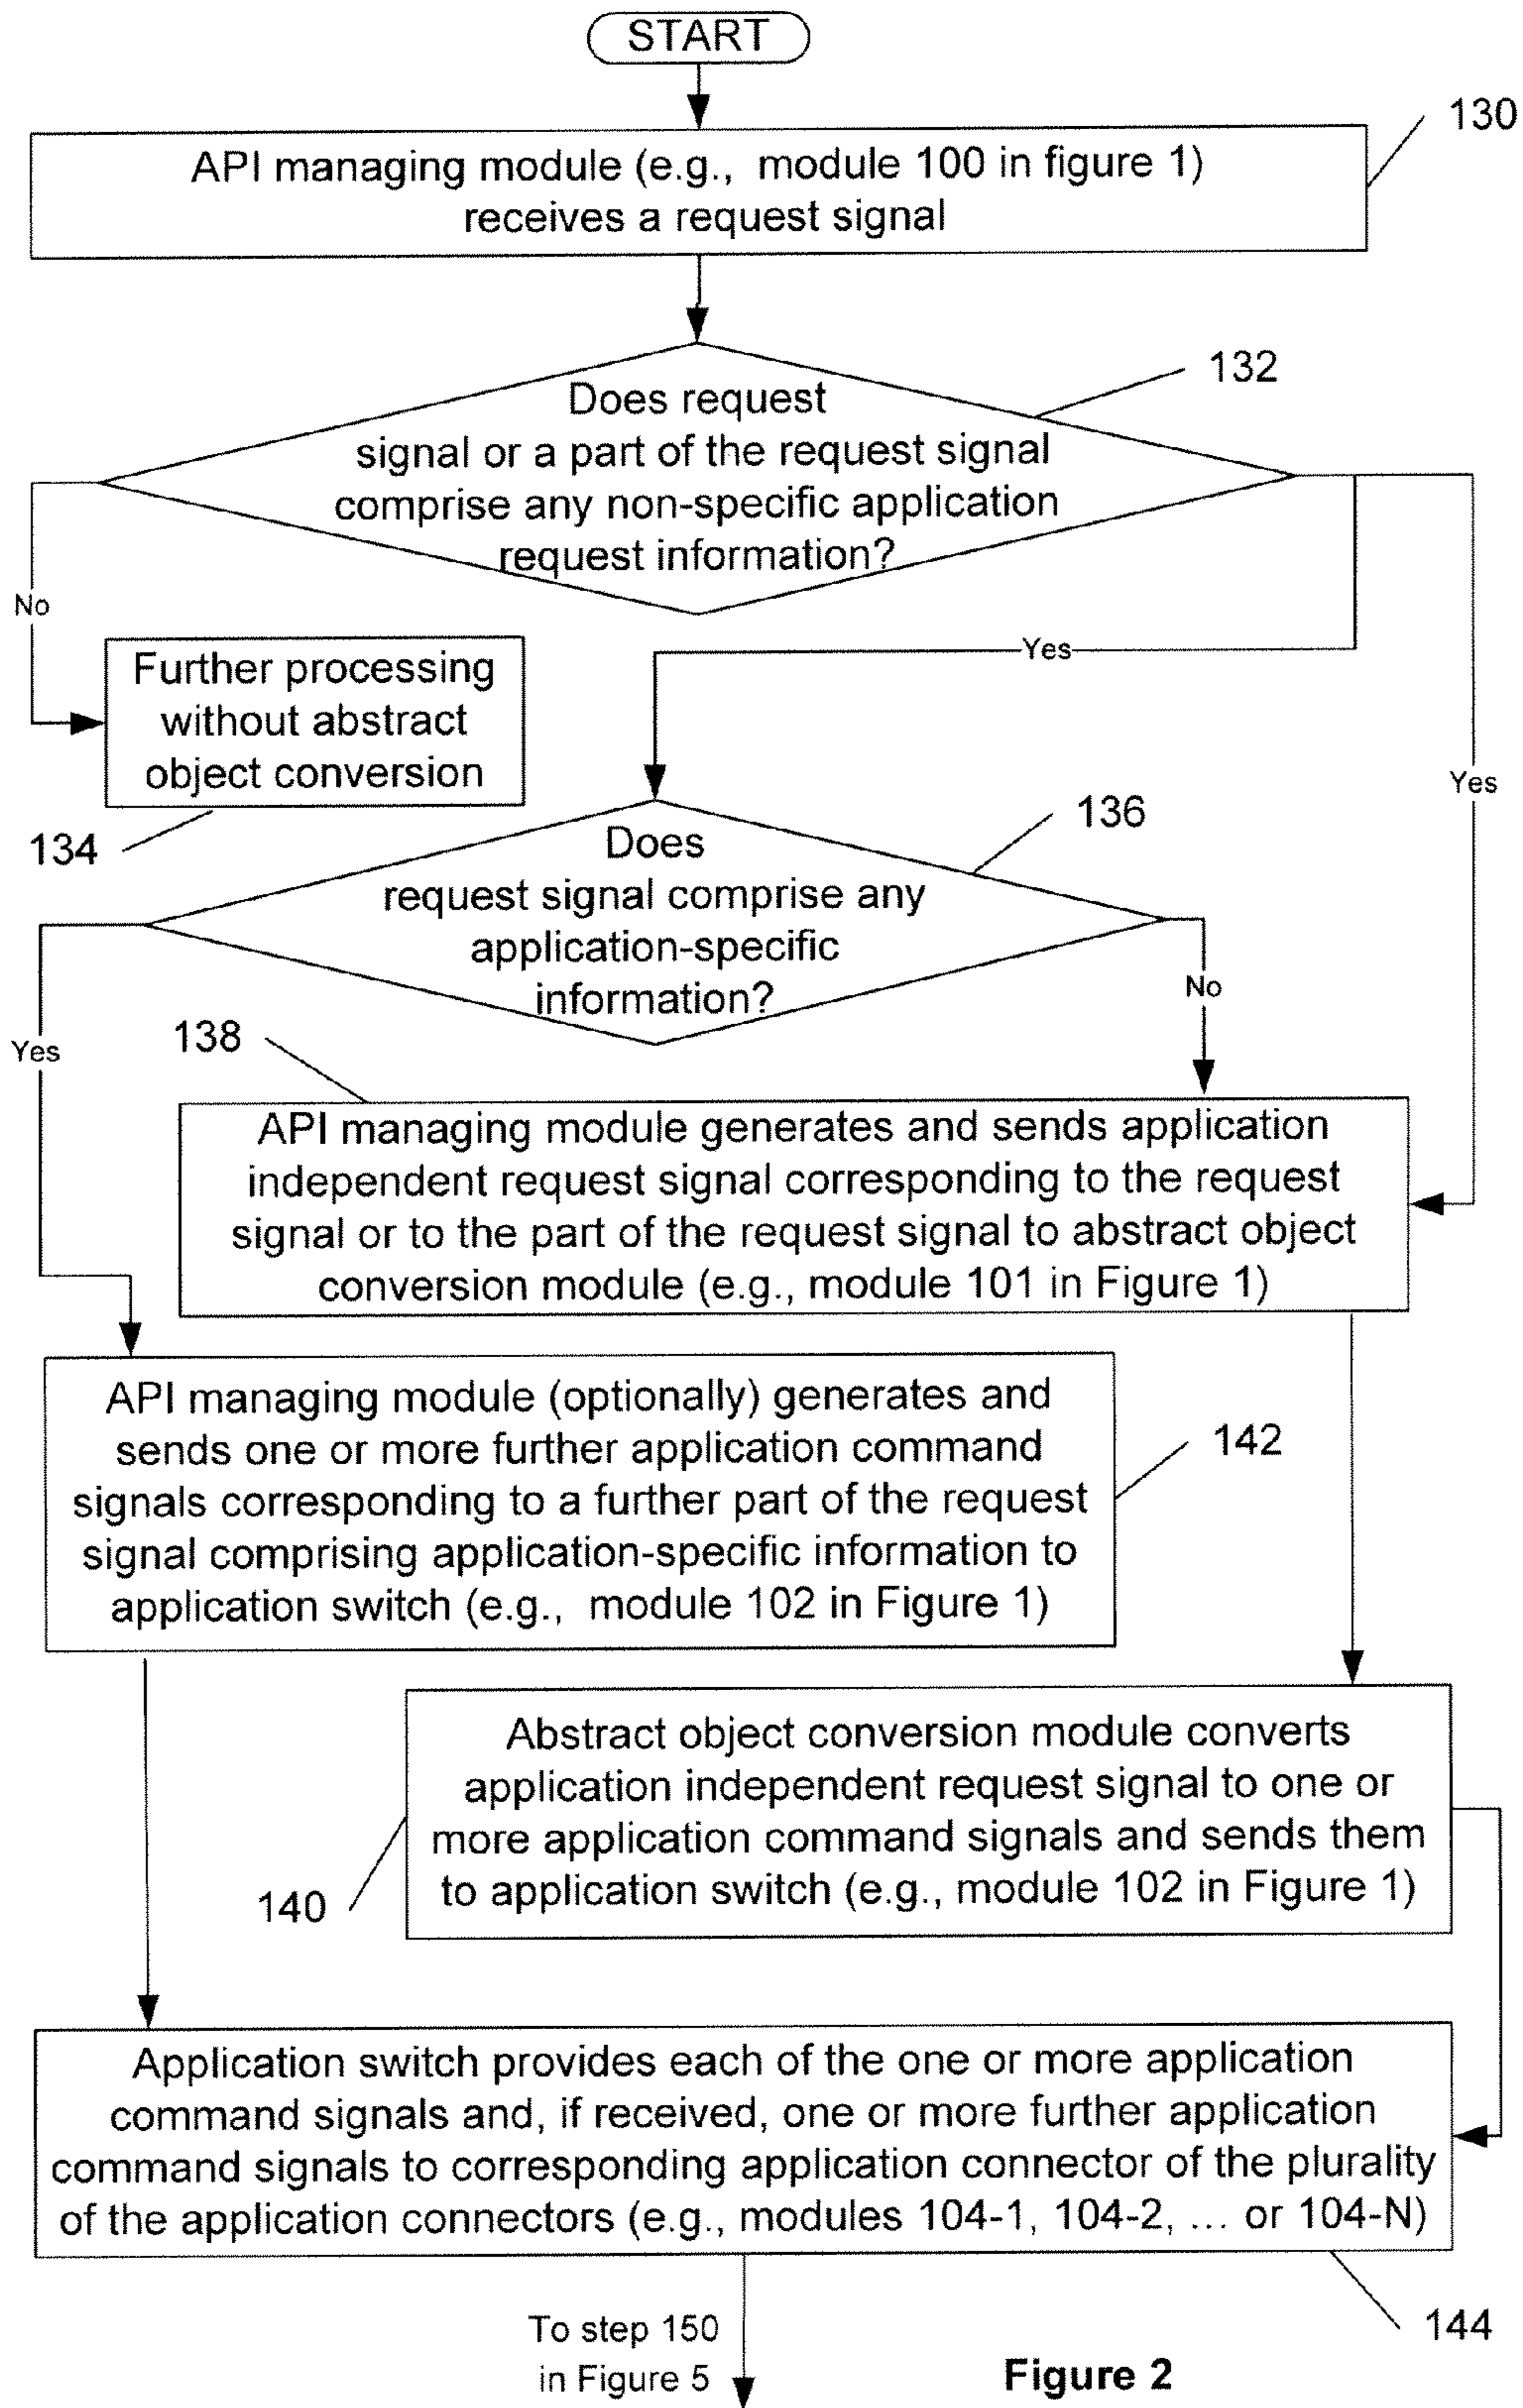 START
130
API managing module (e.g., module 100 in figure 1)
receives a request signal
132
Does request
signal or a part of the request signal
comprise any non-specific application
request information?
No
Yes
Further processing
without abstract
object conversion
Yes
134
136
Does
request signal comprise any
application-specific
information?
No
Yes
138
API managing module generates and sends application
independent request signal corresponding to the request
signal or to the part of the request signal to abstract object
conversion module (e.g., module 101 in Figure 1)
API managing module (optionally) generates and
sends one or more further application command
signals corresponding to a further part of the request
signal comprising application-specific information to
application switch (e.g., module 102 in Figure 1)
142
Abstract object conversion module converts
application independent request signal to one or
more application command signals and sends them
to application switch (e.g., module 102 in Figure 1)
140
Application switch provides each of the one or more application
command signals and, if received, one or more further application
command signals to corresponding application connector of the plurality
of the application connectors (e.g., modules 104-1, 104-2, ... or 104-N)
144
To step 150
in Figure 5
Figure 2